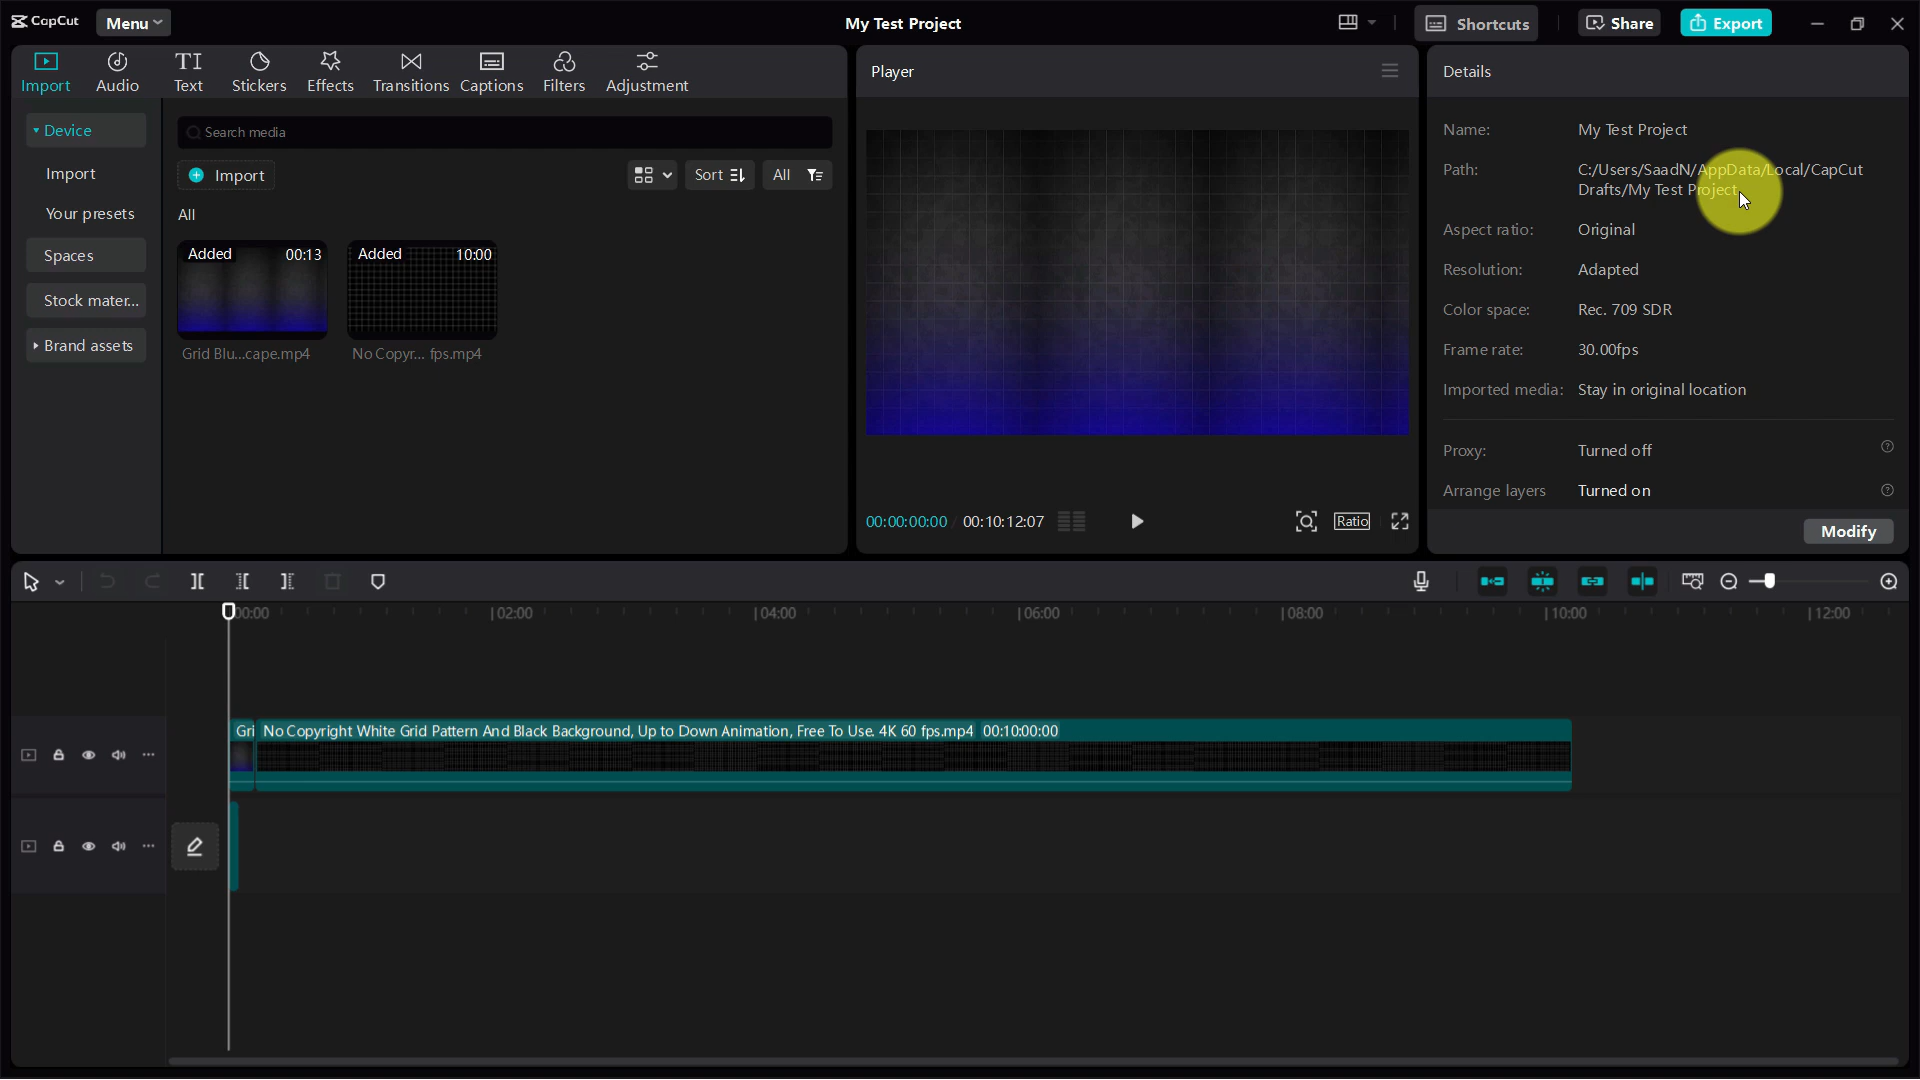 CapCut Menu
My Test Project
Shortcuts Share Export
Import Audio Text Stickers Effects Transitions Captions Filters Adjustment
Device
Import
Your presets
Spaces
Stock mater...
Brand assets
Search media
Import
Sort All
All
Added 00:13
Grid Blu...cape.mp4
Added 10:00
No Copyr... fps.mp4
Player
00:00:00:00 / 00:10:12:07
Ratio
Details
Name: My Test Project
Path: C:/Users/SaadN/AppData/Local/CapCut
Drafts/My Test Project
Aspect ratio: Original
Resolution: Adapted
Color space: Rec. 709 SDR
Frame rate: 30.00fps
Imported media: Stay in original location
Proxy: Turned off
Arrange layers Turned on
Modify
00:00 02:00 04:00 06:00 08:00 10:00 12:00
Gri No Copyright White Grid Pattern And Black Background, Up to Down Animation, Free To Use. 4K 60 fps.mp4 00:10:00:00